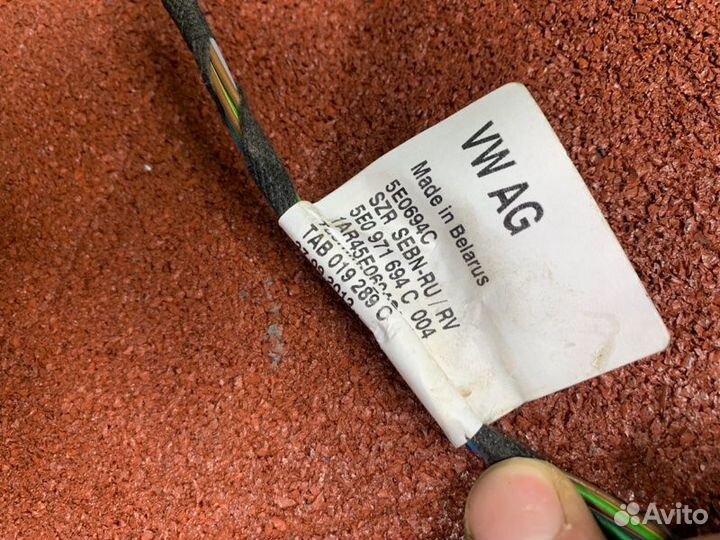 VW AG
Made in Belarus
5E0694C
SZR SEBN-RU / RV
5E0 971 694 C 004
TAB 019 289 C
Avito